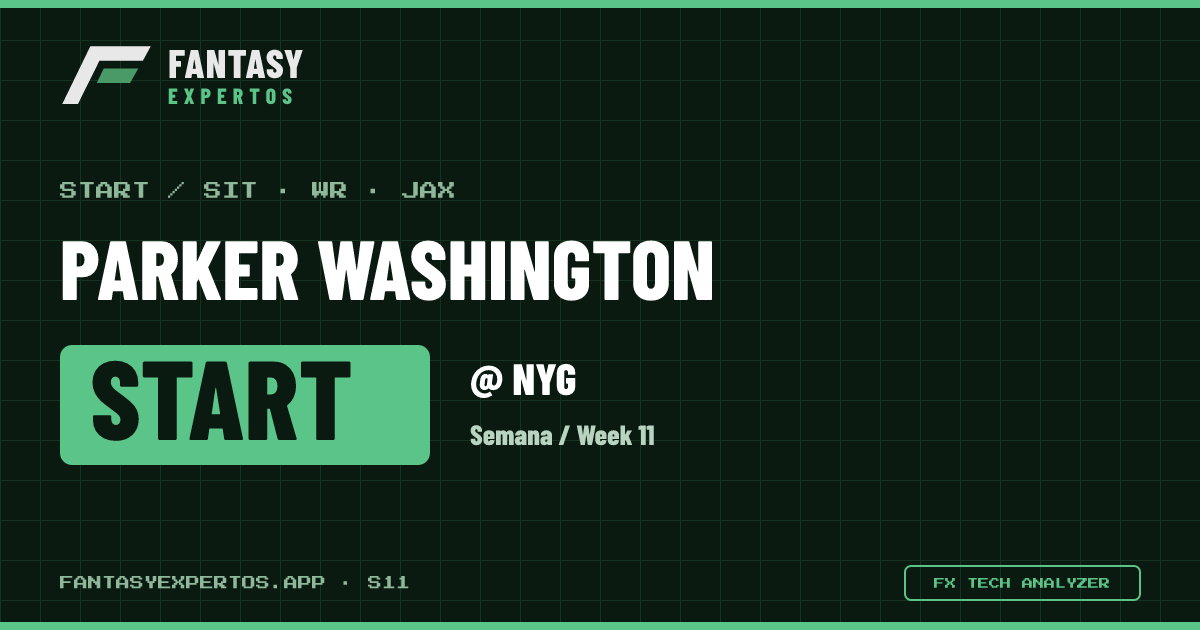 FANTASY
EXPERTOS
START / SIT · WR · JAX
PARKER WASHINGTON
START
@ NYG
Semana / Week 11
FANTASYEXPERTOS.APP · S11
FX TECH ANALYZER